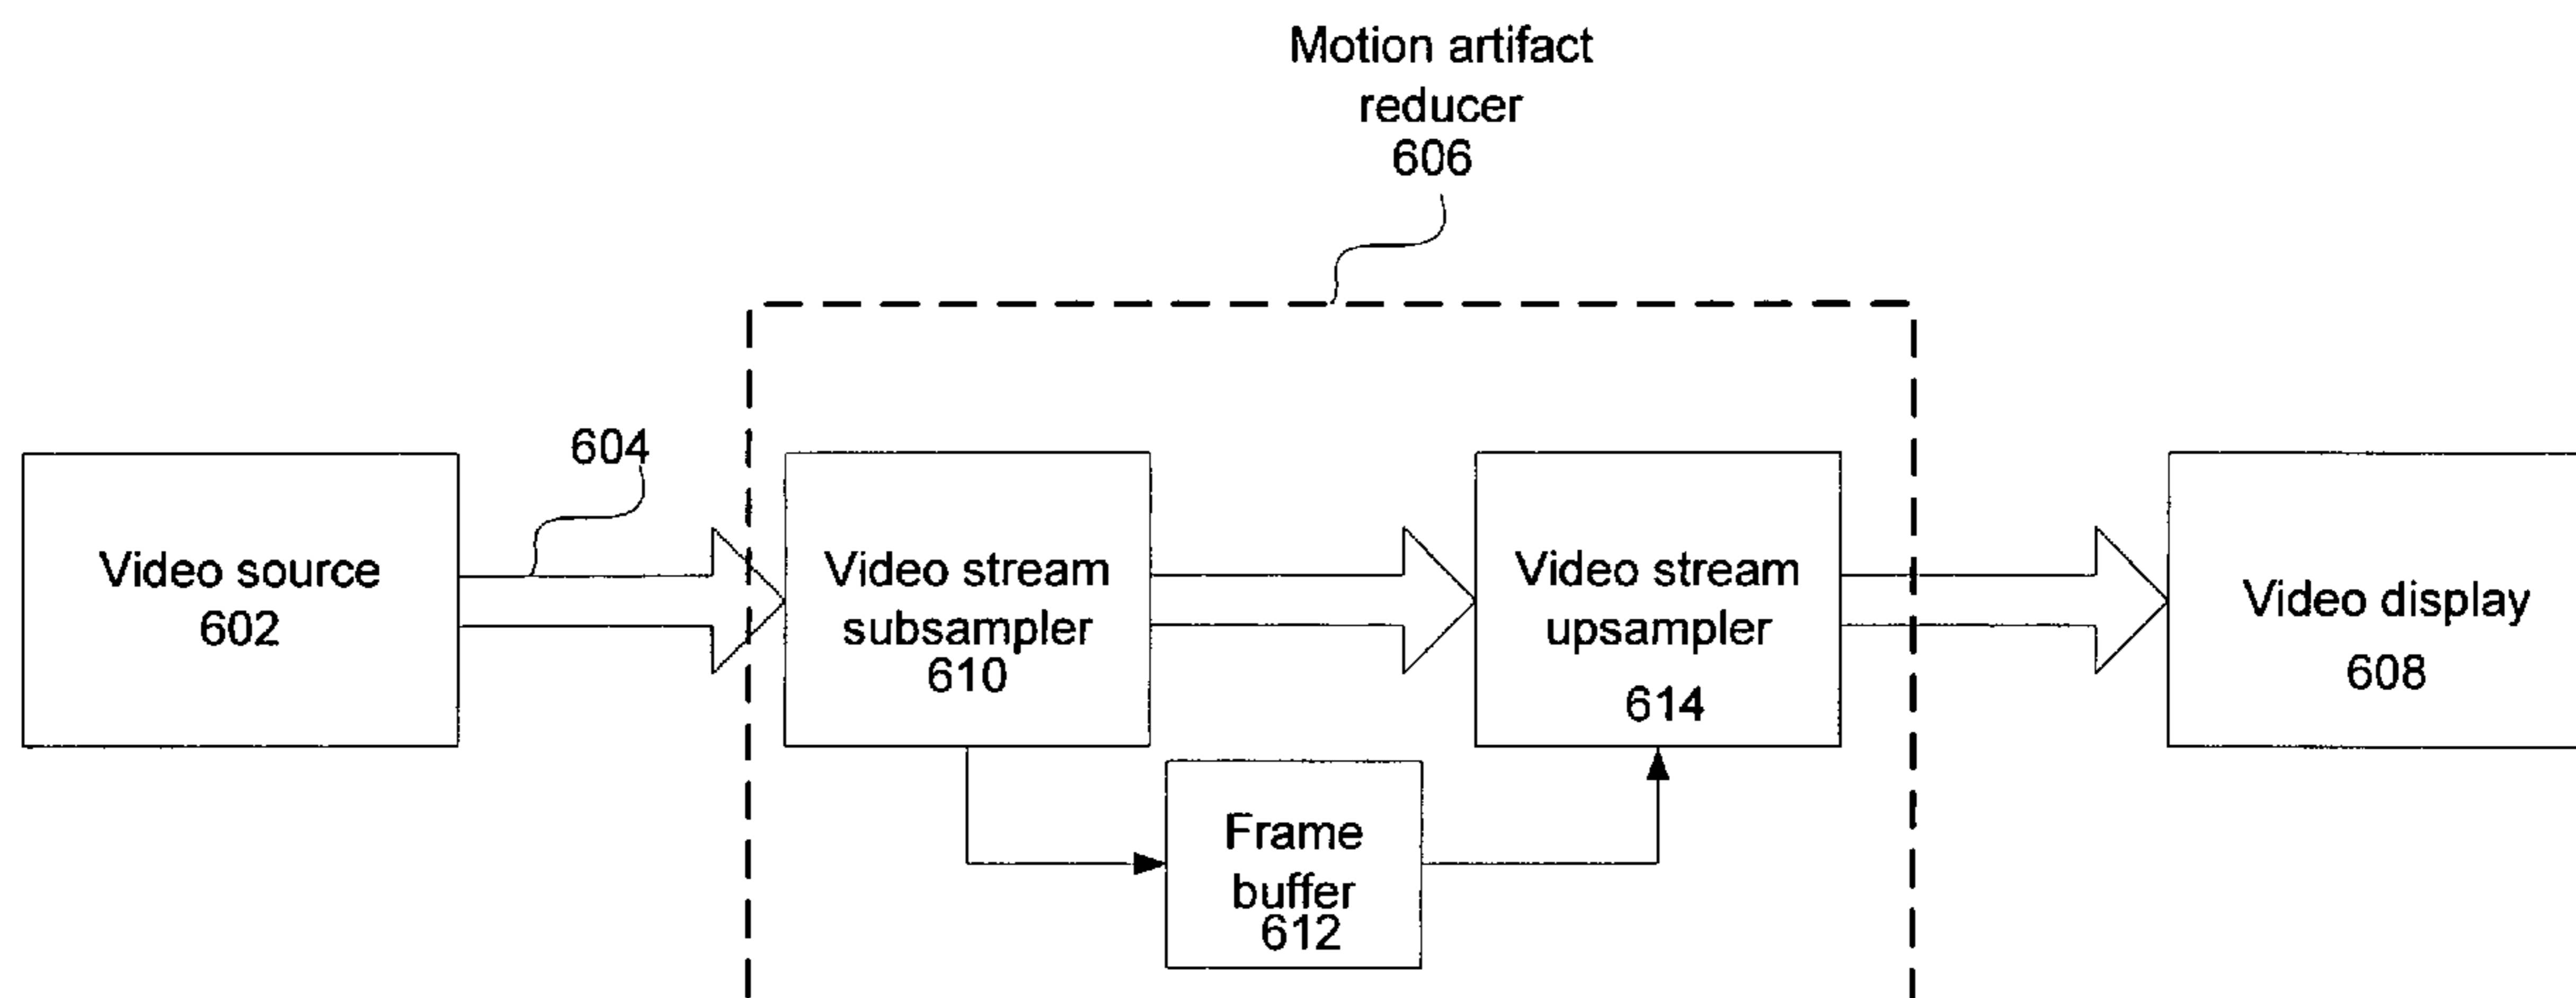 Motion artifact
reducer
606
604
Video source
602
Video stream
subsampler
610
Video stream
upsampler
614
Video display
608
Frame
buffer
612